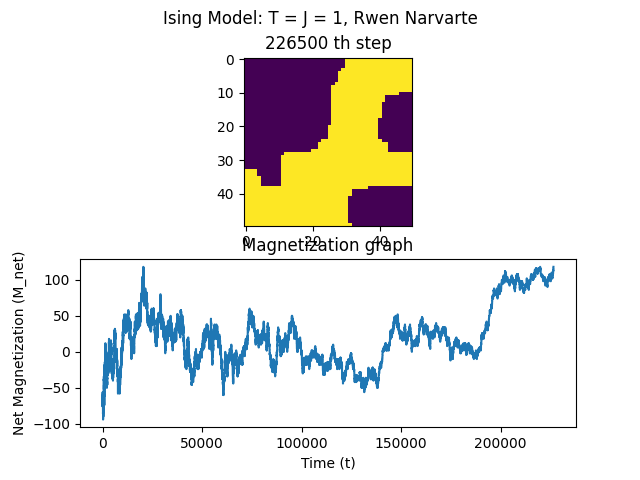 Ising Model: T = J = 1, Rwen Narvarte
226500 th step
0
10
20
30
40
0 20 40
Magnetization graph
Net Magnetization (M_net)
100
50
0
−50
−100
0 50000 100000 150000 200000
Time (t)